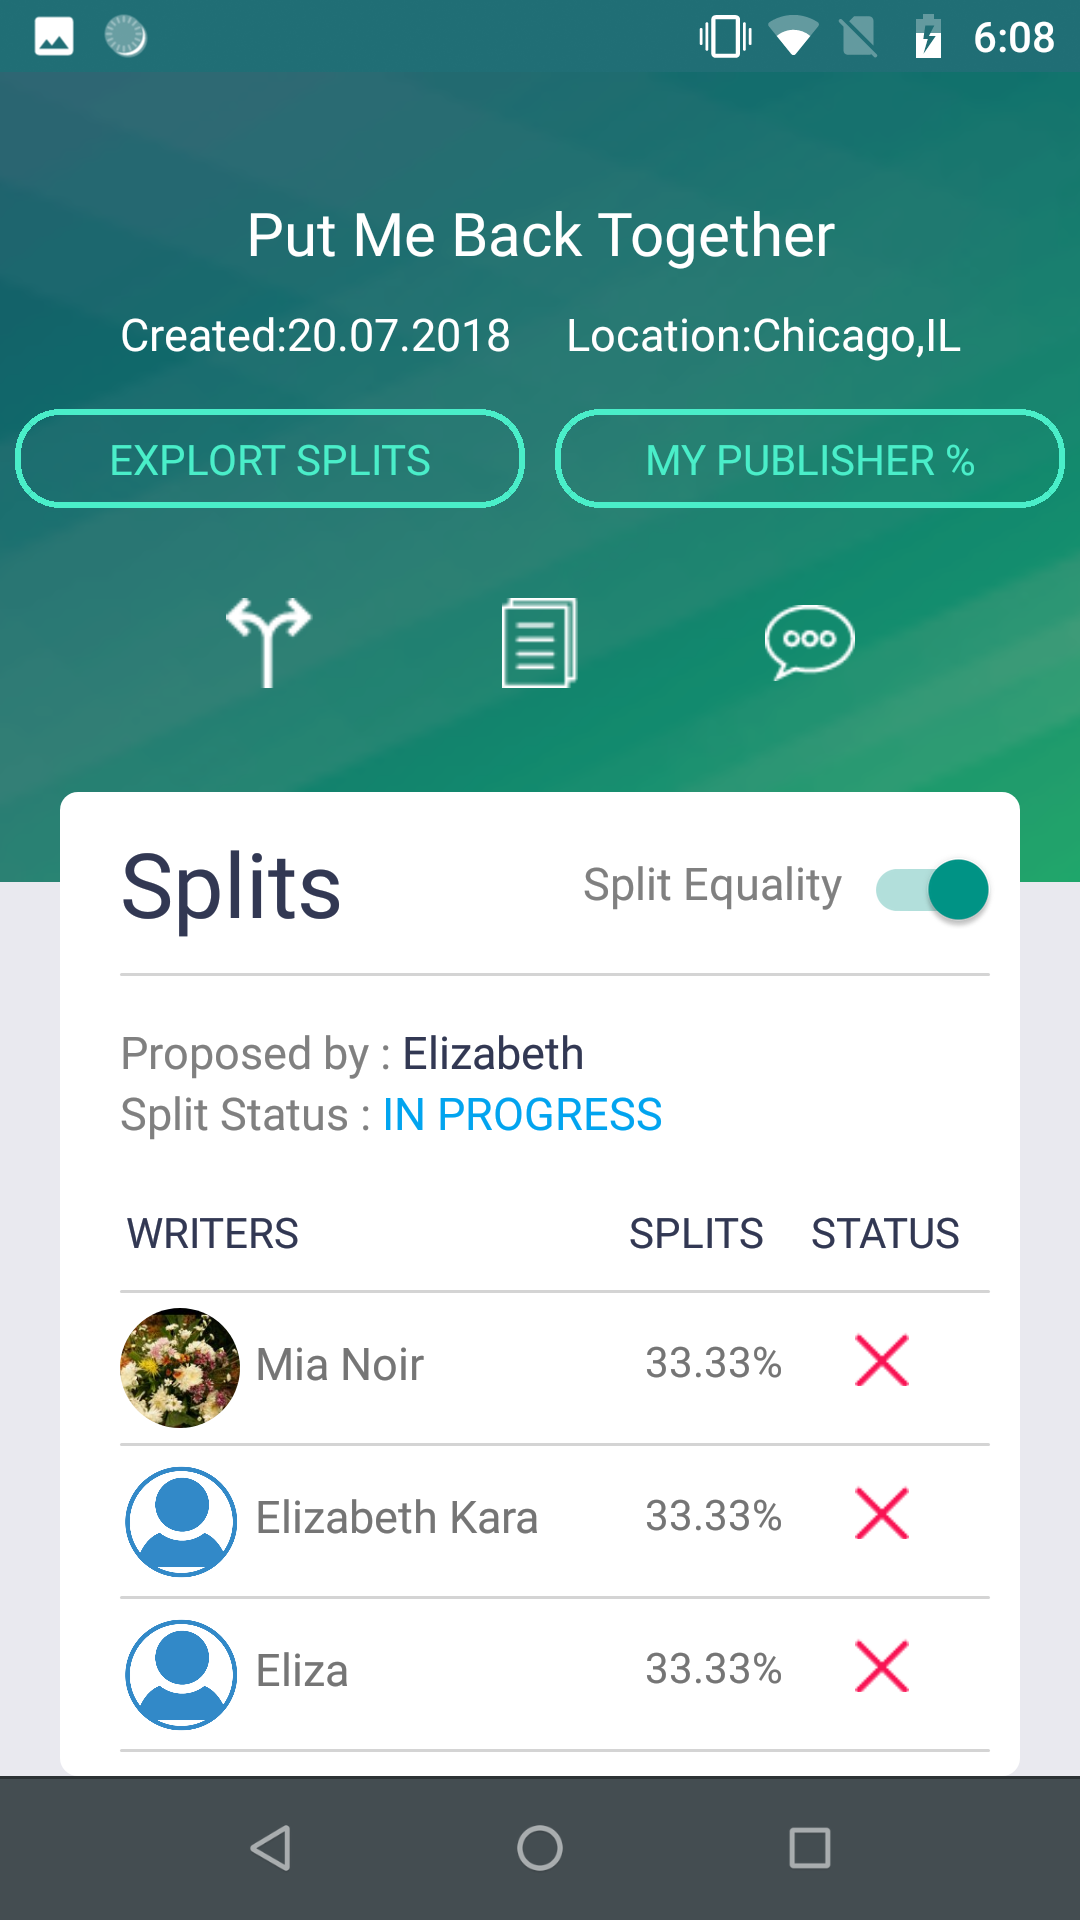 6:08
Put Me Back Together
Created:20.07.2018 Location:Chicago,IL
EXPLORT SPLITS MY PUBLISHER %
Splits Split Equality
Proposed by : Elizabeth
Split Status : IN PROGRESS
WRITERS SPLITS STATUS
Mia Noir 33.33%
Elizabeth Kara 33.33%
Eliza 33.33%